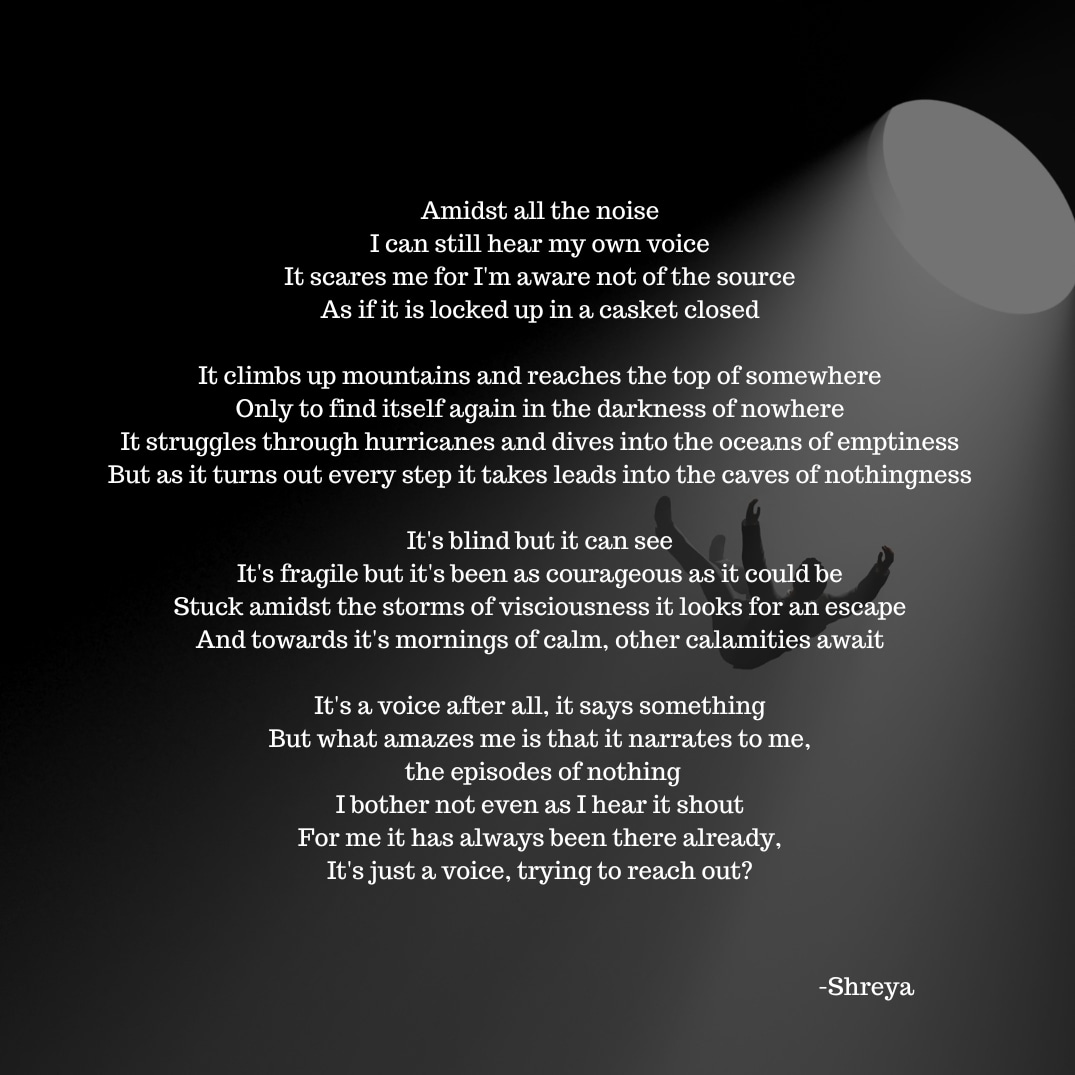 Amidst all the noise
I can still hear my own voice
It scares me for I'm aware not of the source
As if it is locked up in a casket closed
It climbs up mountains and reaches the top of somewhere
Only to find itself again in the darkness of nowhere
It struggles through hurricanes and dives into the oceans of emptiness
But as it turns out every step it takes leads into the caves of nothingness
It's blind but it can see
It's fragile but it's been as courageous as it could be
Stuck amidst the storms of visciousness it looks for an escape
And towards it's mornings of calm, other calamities await
It's a voice after all, it says something
But what amazes me is that it narrates to me,
the episodes of nothing
I bother not even as I hear it shout
For me it has always been there already,
It's just a voice, trying to reach out?
-Shreya